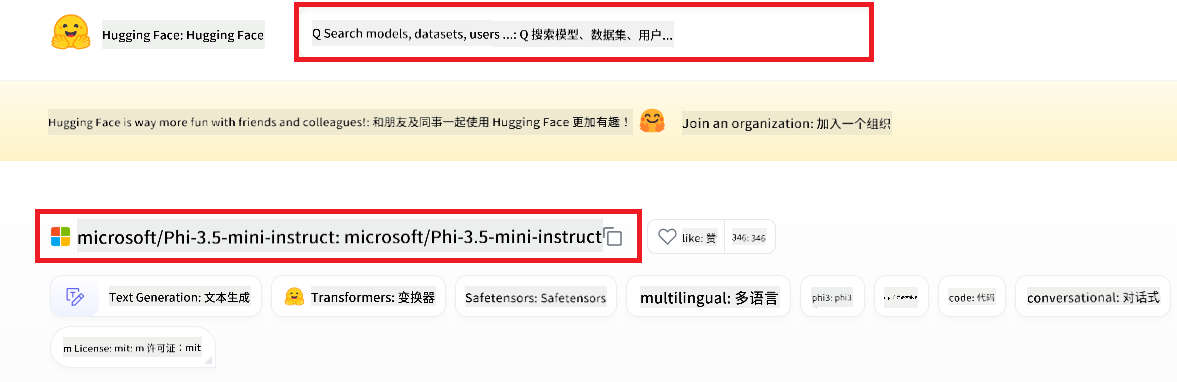 Hugging Face: Hugging Face
Q Search models, datasets, users ...: Q 搜索模型、数据集、用户...
Hugging Face is way more fun with friends and colleagues!: 和朋友及同事一起使用 Hugging Face 更加有趣！
Join an organization: 加入一个组织
microsoft/Phi-3.5-mini-instruct: microsoft/Phi-3.5-mini-instruct
like: 赞
346: 346
Text Generation: 文本生成
Transformers: 变换器
Safetensors: Safetensors
multilingual: 多语言
phi3: phi3
code: 代码
conversational: 对话式
m License: mit: m 许可证：mit